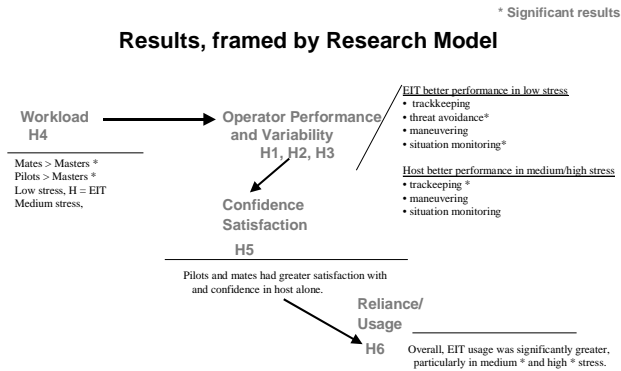 * Significant results
Results, framed by Research Model
Workload
H4
Mates > Masters *
Pilots > Masters *
Low stress, H = EIT
Medium stress,
Operator Performance
and Variability
H1, H2, H3
EIT better performance in low stress
• trackkeeping
• threat avoidance*
• maneuvering
• situation monitoring*
Host better performance in medium/high stress
• trackeeping *
• maneuvering
• situation monitoring
Confidence
Satisfaction
H5
Pilots and mates had greater satisfaction with
and confidence in host alone.
Reliance/
Usage
H6
Overall, EIT usage was significantly greater,
particularly in medium * and high * stress.